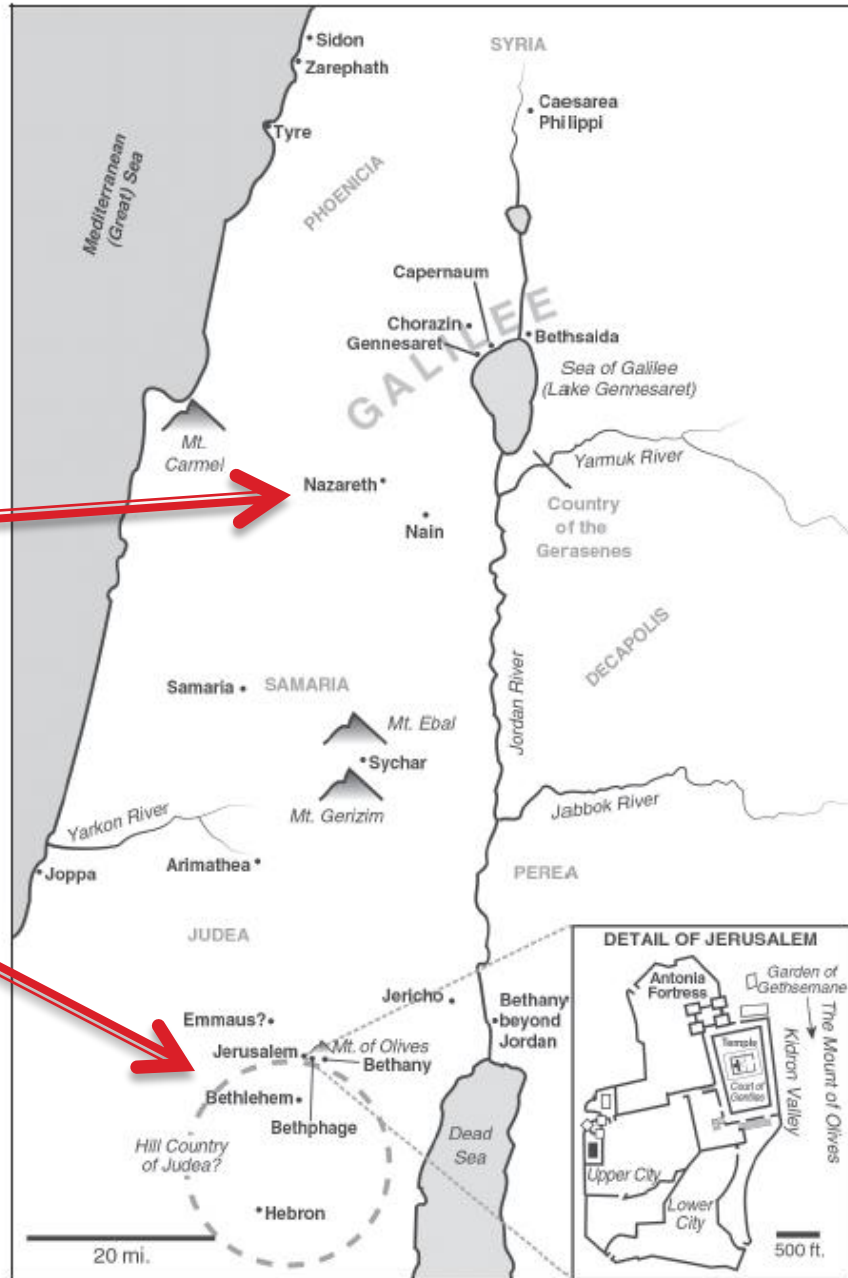 Sidon
SYRIA
Zarephath
Caesarea
Philippi
Tyre
Mediterranean
(Great) Sea
PHOENICIA
Capernaum
GALILEE
Chorazin
Bethsaida
Gennesaret
Sea of Galilee
(Lake Gennesaret)
Mt.
Carmel
Yarmuk River
Nazareth
Country
of the
Gerasenes
Nain
DECAPOLIS
Samaria
SAMARIA
Jordan River
Mt. Ebal
Sychar
Mt. Gerizim
Jabbok River
Yarkon River
Joppa
Arimathea
PEREA
JUDEA
Jericho
Bethany
beyond
Jordan
Emmaus?
Jerusalem
Mt. of Olives
Bethany
Bethlehem
Bethphage
Hill Country
of Judea?
Dead
Sea
Hebron
20 mi.
DETAIL OF JERUSALEM
Antonia
Fortress
Garden of
Gethsemane
Temple
Court of
Gentiles
Kidron Valley
The Mount of Olives
Upper City
Lower
City
500 ft.